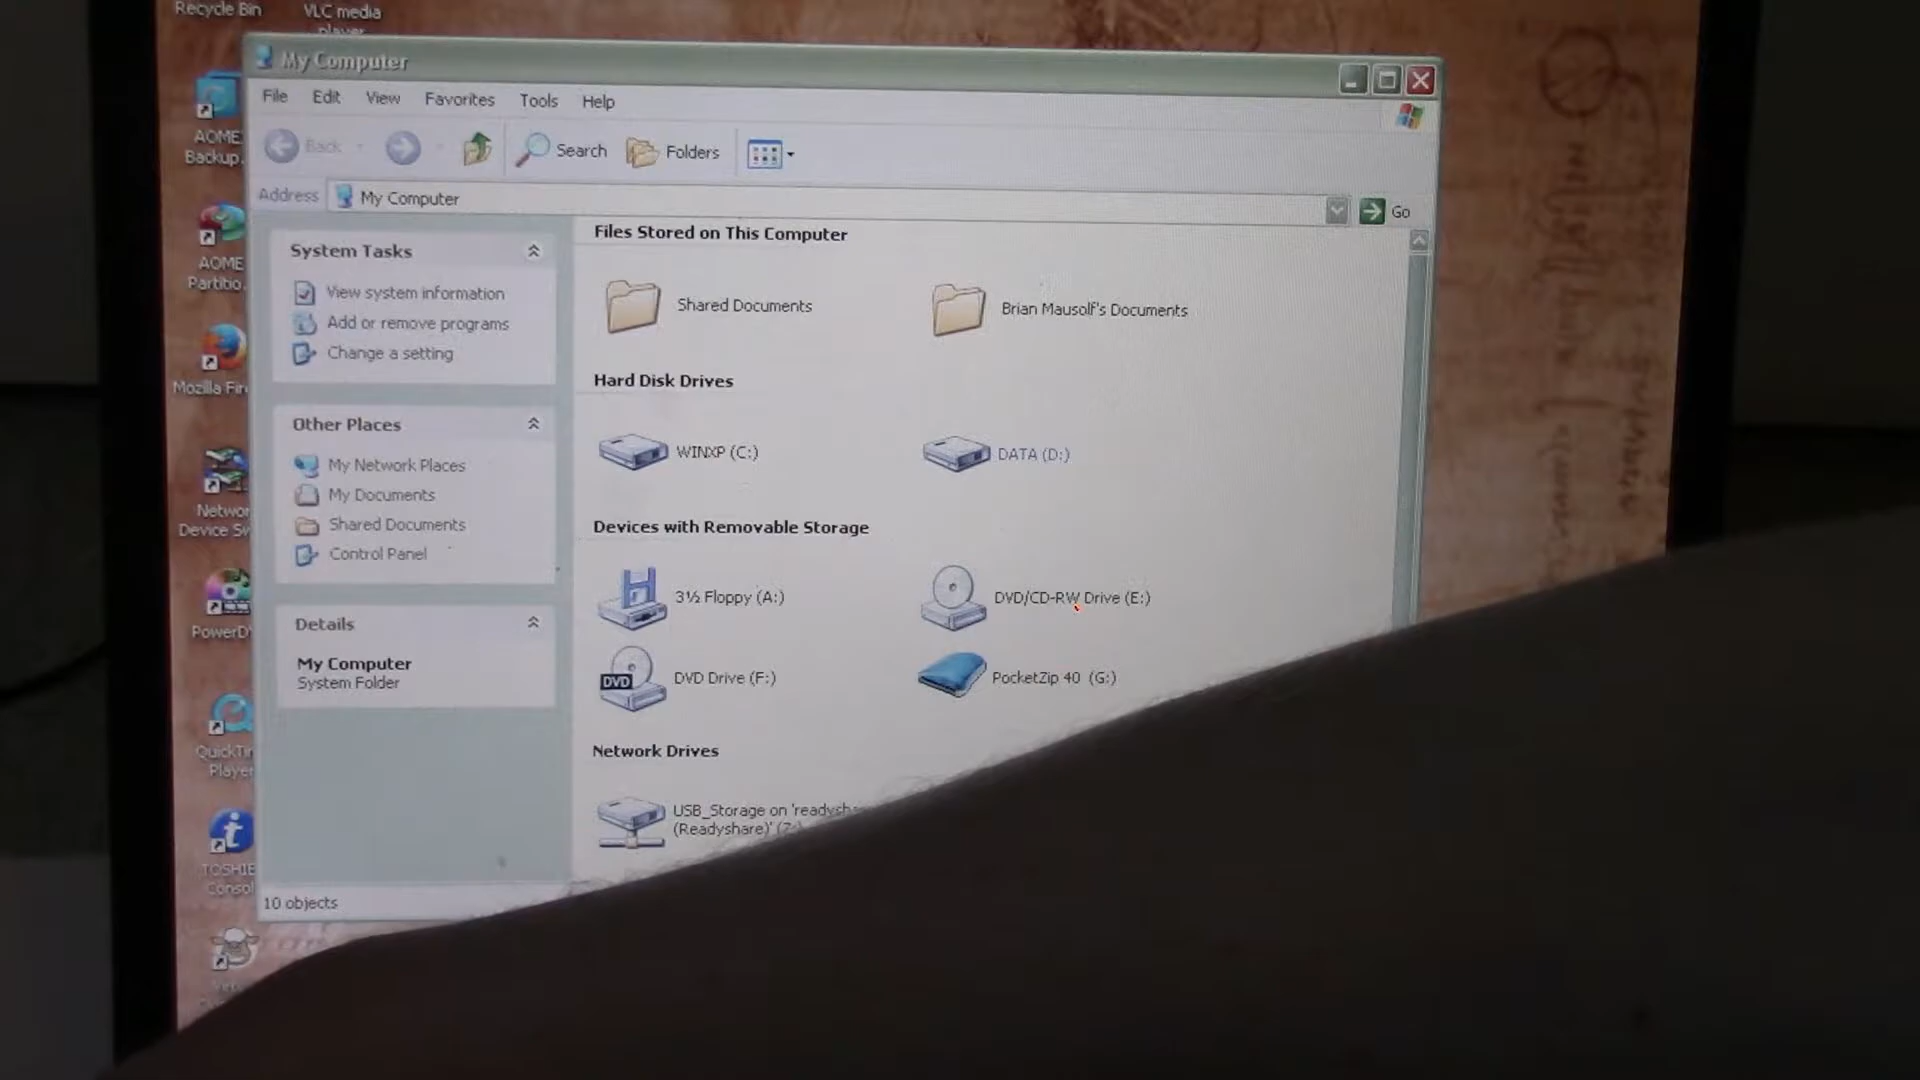 Recycle Bin
VLC media
player
My Computer
File Edit View Favorites Tools Help
Back Search Folders
Address My Computer Go
System Tasks
View system information
Add or remove programs
Change a setting
Other Places
My Network Places
My Documents
Shared Documents
Control Panel
Details
My Computer
System Folder
Files Stored on This Computer
Shared Documents
Brian Mausolf's Documents
Hard Disk Drives
WINXP (C:)
DATA (D:)
Devices with Removable Storage
3½ Floppy (A:)
DVD/CD-RW Drive (E:)
DVD
DVD Drive (F:)
PocketZip 40 (G:)
Network Drives
USB_Storage on 'readysha
(Readyshare)' (Z:)
10 objects
AOME
Backup.
AOME
Partitio.
Mozilla Fire
Networ
Device Sw
PowerD
QuickTi
Player
TOSHIE
Consol